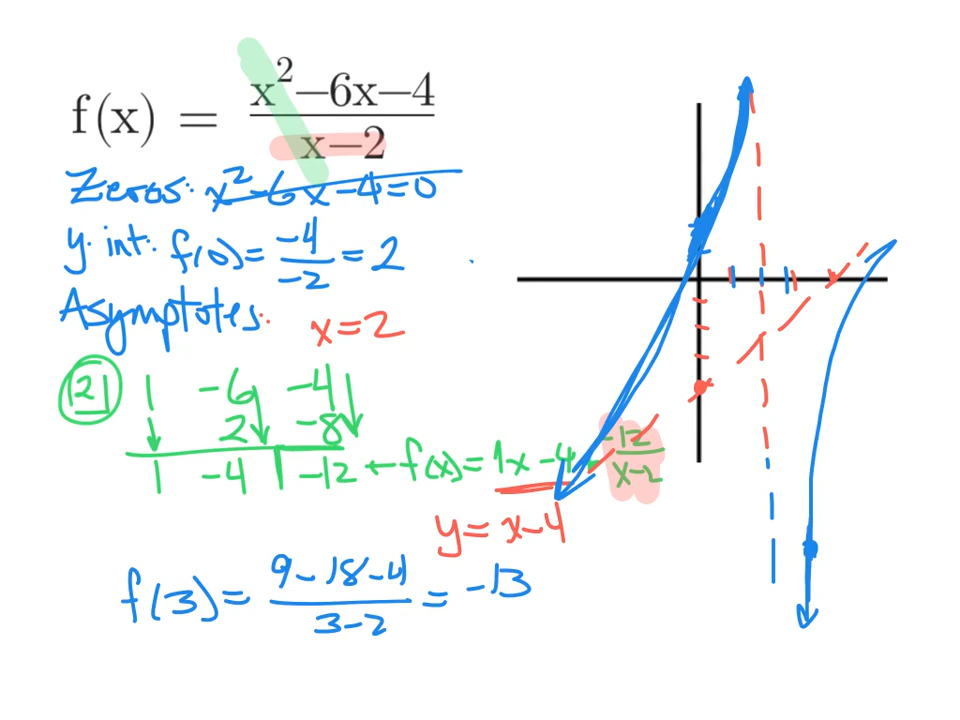 f(x) = x²−6x−4 / x−2
Zeros: x²-6x-4=0
y. int: f(0) = -4 / -2 = 2
Asymptotes: x=2
2| 1 -6 -4
2 -8
1 -4 | -12 ← f(x) = 1x -4 -12 / x-2
y = x-4
f(3) = 9-18-4 / 3-2 = -13